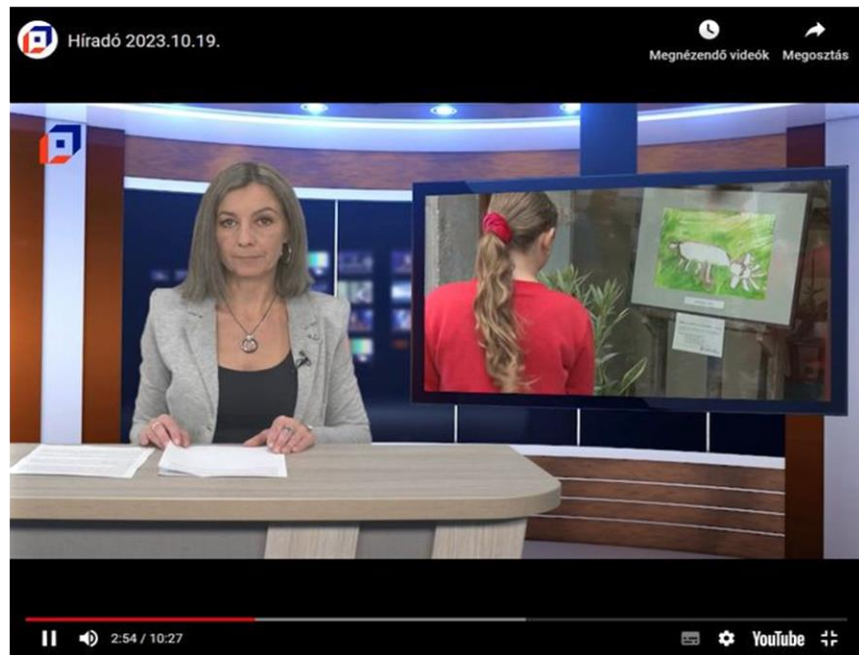 Híradó 2023.10.19.
Megnézendő videók
Megosztás
2:54 / 10:27
YouTube